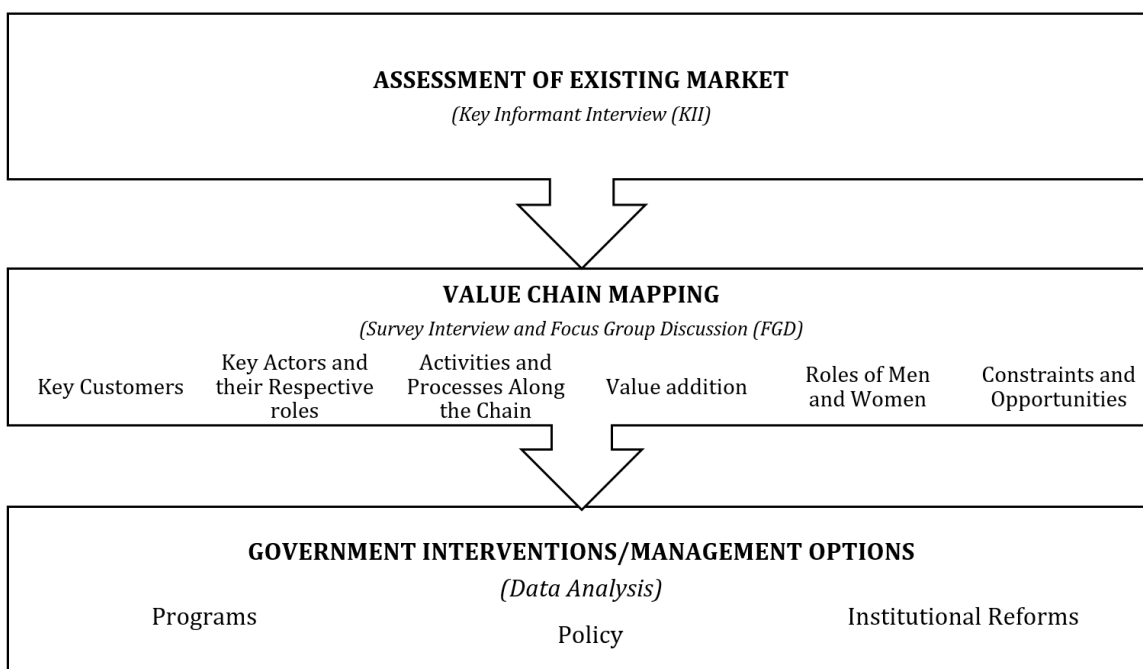 ASSESSMENT OF EXISTING MARKET
(Key Informant Interview (KII)
VALUE CHAIN MAPPING
(Survey Interview and Focus Group Discussion (FGD)
Key Customers
Key Actors and
their Respective
roles
Activities and
Processes Along
the Chain
Value addition
Roles of Men
and Women
Constraints and
Opportunities
GOVERNMENT INTERVENTIONS/MANAGEMENT OPTIONS
(Data Analysis)
Programs
Policy
Institutional Reforms